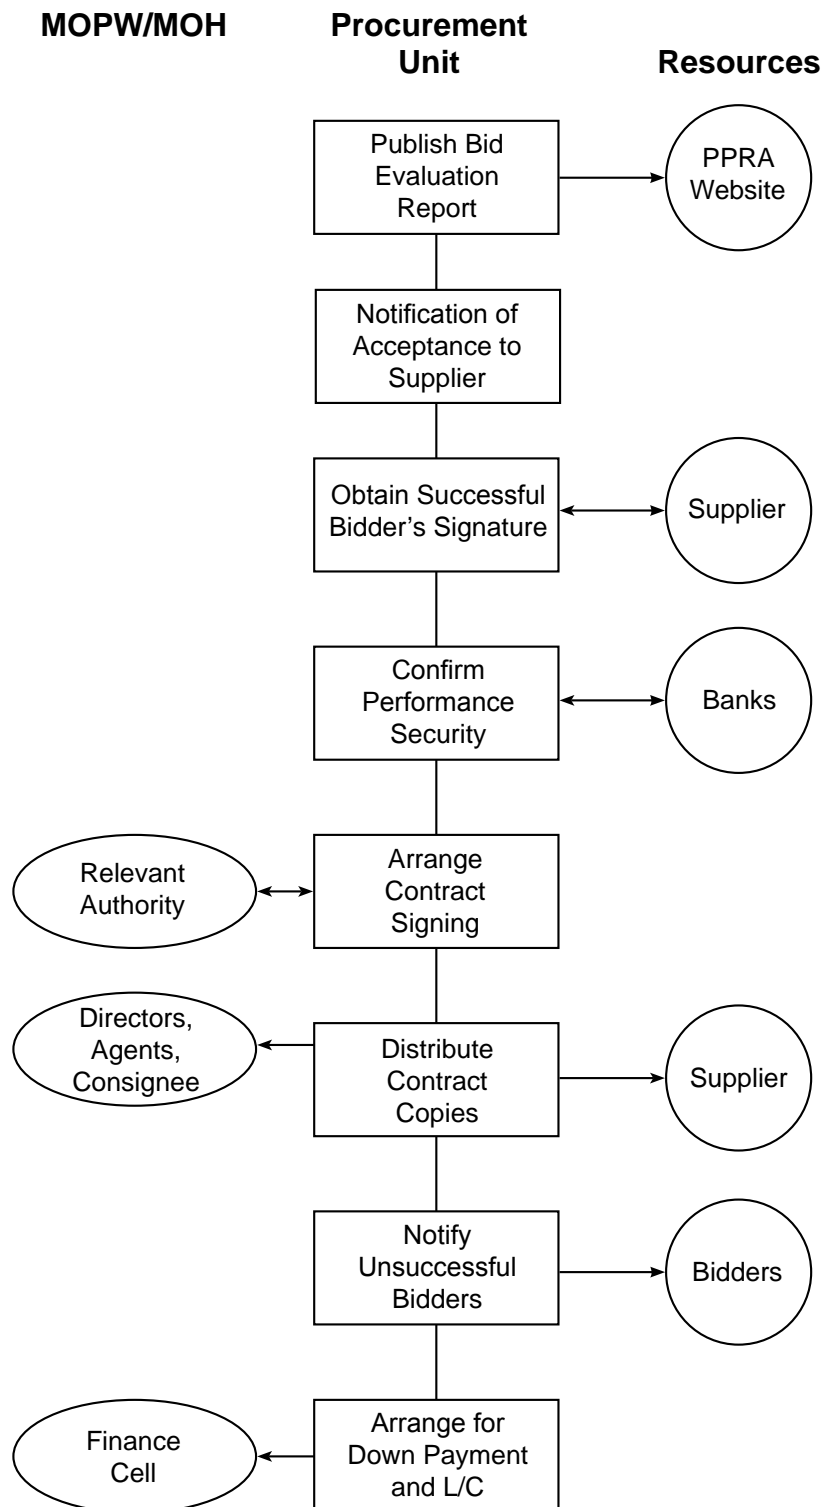 MOPW/MOH
Procurement
Unit
Resources
Publish Bid
Evaluation
Report
PPRA
Website
Notification of
Acceptance to
Supplier
Obtain Successful
Bidder’s Signature
Supplier
Confirm
Performance
Security
Banks
Relevant
Authority
Arrange
Contract
Signing
Directors,
Agents,
Consignee
Distribute
Contract
Copies
Supplier
Notify
Unsuccessful
Bidders
Bidders
Finance
Cell
Arrange for
Down Payment
and L/C